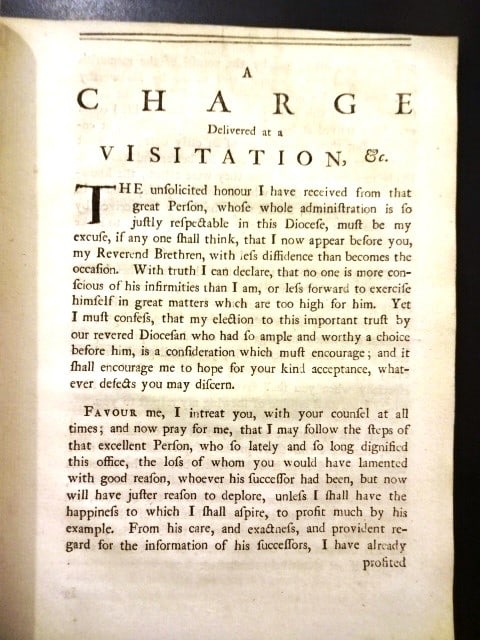 A
CHARGE
Delivered at a
VISITATION, &c.
THE unſolicited honour I have received from that
great Perſon, whoſe whole adminiſtration is ſo
juſtly reſpectable in this Dioceſe, muſt be my
excuſe, if any one ſhall think, that I now appear before you,
my Reverend Brethren, with leſs diffidence than becomes the
occaſion. With truth I can declare, that no one is more con-
ſcious of his infirmities than I am, or leſs forward to exerciſe
himſelf in great matters which are too high for him. Yet
I muſt confeſs, that my election to this important truſt by
our revered Dioceſan who had ſo ample and worthy a choice
before him, is a conſideration which muſt encourage; and it
ſhall encourage me to hope for your kind acceptance, what-
ever defects you may diſcern.
FAVOUR me, I intreat you, with your counſel at all
times; and now pray for me, that I may follow the ſteps of
that excellent Perſon, who ſo lately and ſo long dignified
this office, the loſs of whom you would have lamented
with good reaſon, whoever his ſucceſſor had been, but now
will have juſter reaſon to deplore, unleſs I ſhall have the
happineſs to which I ſhall aſpire, to profit much by his
example. From his care, and exactneſs, and provident re-
gard for the information of his ſucceſſors, I have already
profited